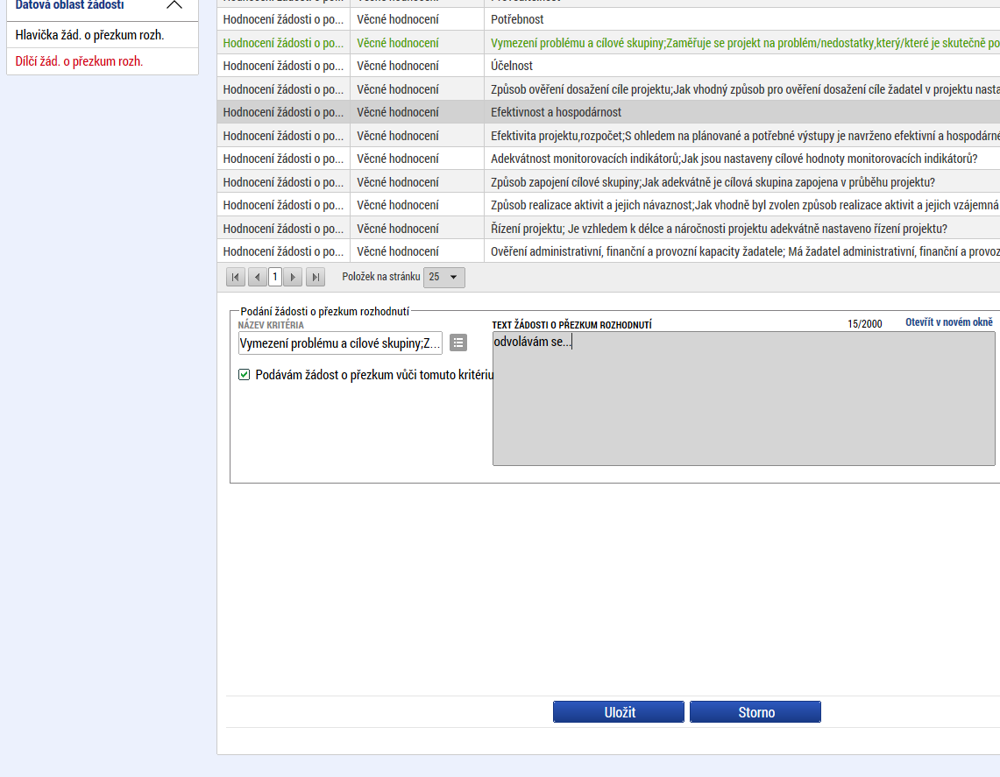 Datová oblast žádosti
Hlavička žád. o přezkum rozh.
Dílčí žád. o přezkum rozh.
Hodnocení žádosti o po... Věcné hodnocení Potřebnost
Hodnocení žádosti o po... Věcné hodnocení Vymezení problému a cílové skupiny;Zaměřuje se projekt na problém/nedostatky,který/které je skutečně po
Hodnocení žádosti o po... Věcné hodnocení Účelnost
Hodnocení žádosti o po... Věcné hodnocení Způsob ověření dosažení cíle projektu;Jak vhodný způsob pro ověření dosažení cíle žadatel v projektu nasta
Hodnocení žádosti o po... Věcné hodnocení Efektivnost a hospodárnost
Hodnocení žádosti o po... Věcné hodnocení Efektivita projektu,rozpočet;S ohledem na plánované a potřebné výstupy je navrženo efektivní a hospodárné
Hodnocení žádosti o po... Věcné hodnocení Adekvátnost monitorovacích indikátorů;Jak jsou nastaveny cílové hodnoty monitorovacích indikátorů?
Hodnocení žádosti o po... Věcné hodnocení Způsob zapojení cílové skupiny;Jak adekvátně je cílová skupina zapojena v průběhu projektu?
Hodnocení žádosti o po... Věcné hodnocení Způsob realizace aktivit a jejich návaznost;Jak vhodně byl zvolen způsob realizace aktivit a jejich vzájemná
Hodnocení žádosti o po... Věcné hodnocení Řízení projektu; Je vzhledem k délce a náročnosti projektu adekvátně nastaveno řízení projektu?
Hodnocení žádosti o po... Věcné hodnocení Ověření administrativní, finanční a provozní kapacity žadatele; Má žadatel administrativní, finanční a provoz
1 Položek na stránku 25
Podání žádosti o přezkum rozhodnutí
NÁZEV KRITÉRIA TEXT ŽÁDOSTI O PŘEZKUM ROZHODNUTÍ 15/2000 Otevřít v novém okně
Vymezení problému a cílové skupiny;Z... odvolávám se...
Podávám žádost o přezkum vůči tomuto kritériu
Uložit Storno